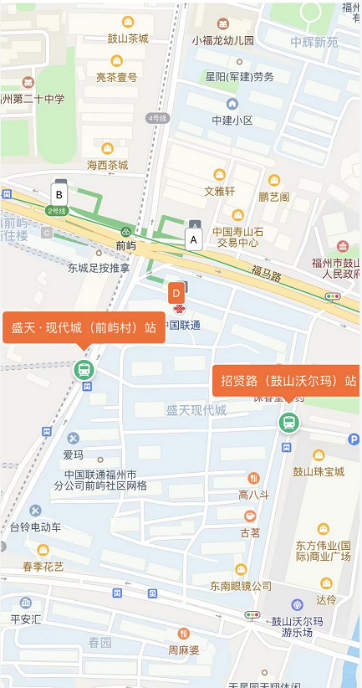 福州
鼓山茶城
小福龙幼儿园
中辉新苑
亮茶壹号
星阳(军建)劳务
州第二十中学
中建小区
4号线
海西茶城
文雅轩
鹏艺阁
B
2号线
前屿
住楼
C
前屿
A
中国寿山石
交易中心
福州市鼓山
人民政府
东城足按推拿
福马路
D
中国联通
盛天·现代城（前屿村）站
招贤路（鼓山沃尔玛）站
盛天现代城
P
爱玛
中国联通福州市
分公司前屿社区网格
鼓山珠宝城
高八斗
台铃电动车
古茗
东方伟业(国
际)商业广场
春季花艺
东南眼镜公司
达伶
平安汇
鼓山沃尔玛
游乐场
春园
周麻婆